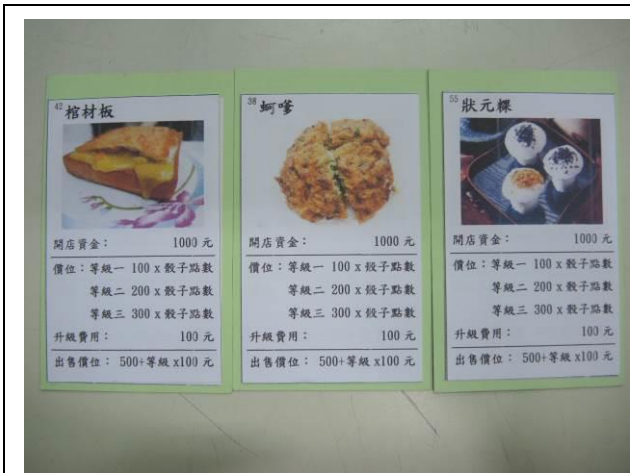 42 棺材板
開店資金： 1000 元
價位：等級一 100 x 骰子點數
等級二 200 x 骰子點數
等級三 300 x 骰子點數
升級費用： 100 元
出售價位： 500+等級 x100 元
38 蚵嗲
開店資金： 1000 元
價位：等級一 100 x 骰子點數
等級二 200 x 骰子點數
等級三 300 x 骰子點數
升級費用： 100 元
出售價位： 500+等級 x100 元
55 狀元粿
開店資金： 1000 元
價位：等級一 100 x 骰子點數
等級二 200 x 骰子點數
等級三 300 x 骰子點數
升級費用： 100 元
出售價位： 500+等級 x100 元